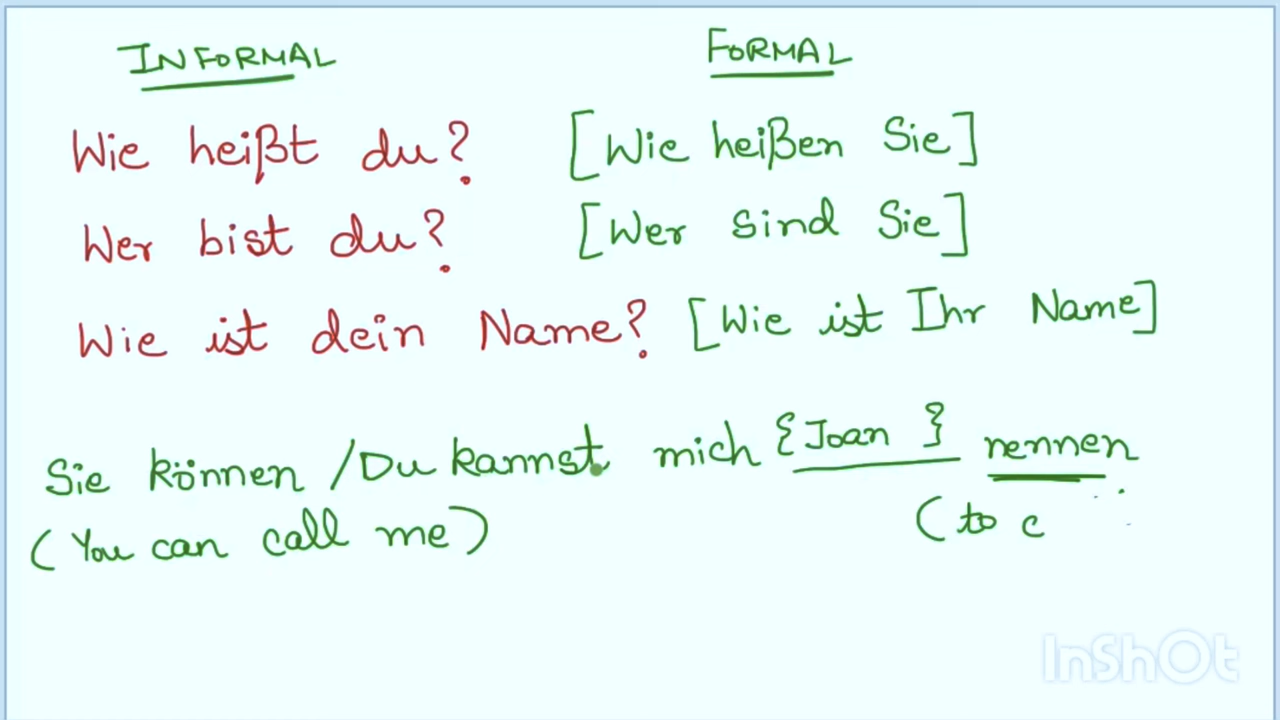 INFORMAL FORMAL
Wie heißt du? [Wie heißen Sie]
Wer bist du? [Wer sind Sie]
Wie ist dein Name? [Wie ist Ihr Name]
Sie können / Du kannst mich {Joan } nennen
(You can call me) (to c
InShOt